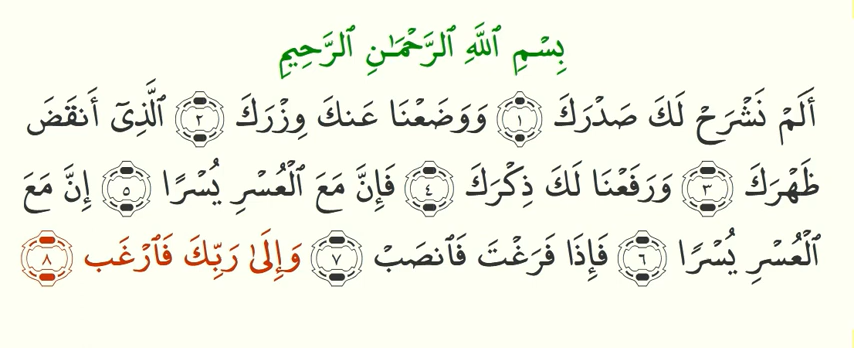 بِسْمِ ٱللَّهِ ٱلرَّحْمَـٰنِ ٱلرَّحِيمِ
أَلَمْ نَشْرَحْ لَكَ صَدْرَكَ ١ وَوَضَعْنَا عَنكَ وِزْرَكَ ٢ ٱلَّذِىٓ أَنقَضَ
ظَهْرَكَ ٣ وَرَفَعْنَا لَكَ ذِكْرَكَ ٤ فَإِنَّ مَعَ ٱلْعُسْرِ يُسْرًا ٥ إِنَّ مَعَ
ٱلْعُسْرِ يُسْرًا ٦ فَإِذَا فَرَغْتَ فَٱنصَبْ ٧ وَإِلَىٰ رَبِّكَ فَٱرْغَب ٨